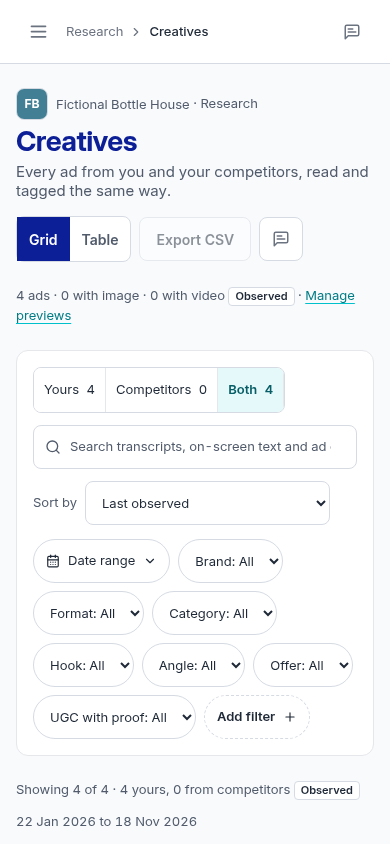 Research > Creatives
FB Fictional Bottle House · Research
Creatives
Every ad from you and your competitors, read and
tagged the same way.
Grid Table Export CSV
4 ads · 0 with image · 0 with video Observed · Manage
previews
Yours 4 Competitors 0 Both 4
Search transcripts, on-screen text and ad
Sort by Last observed
Date range Brand: All
Format: All Category: All
Hook: All Angle: All Offer: All
UGC with proof: All Add filter +
Showing 4 of 4 · 4 yours, 0 from competitors Observed
22 Jan 2026 to 18 Nov 2026